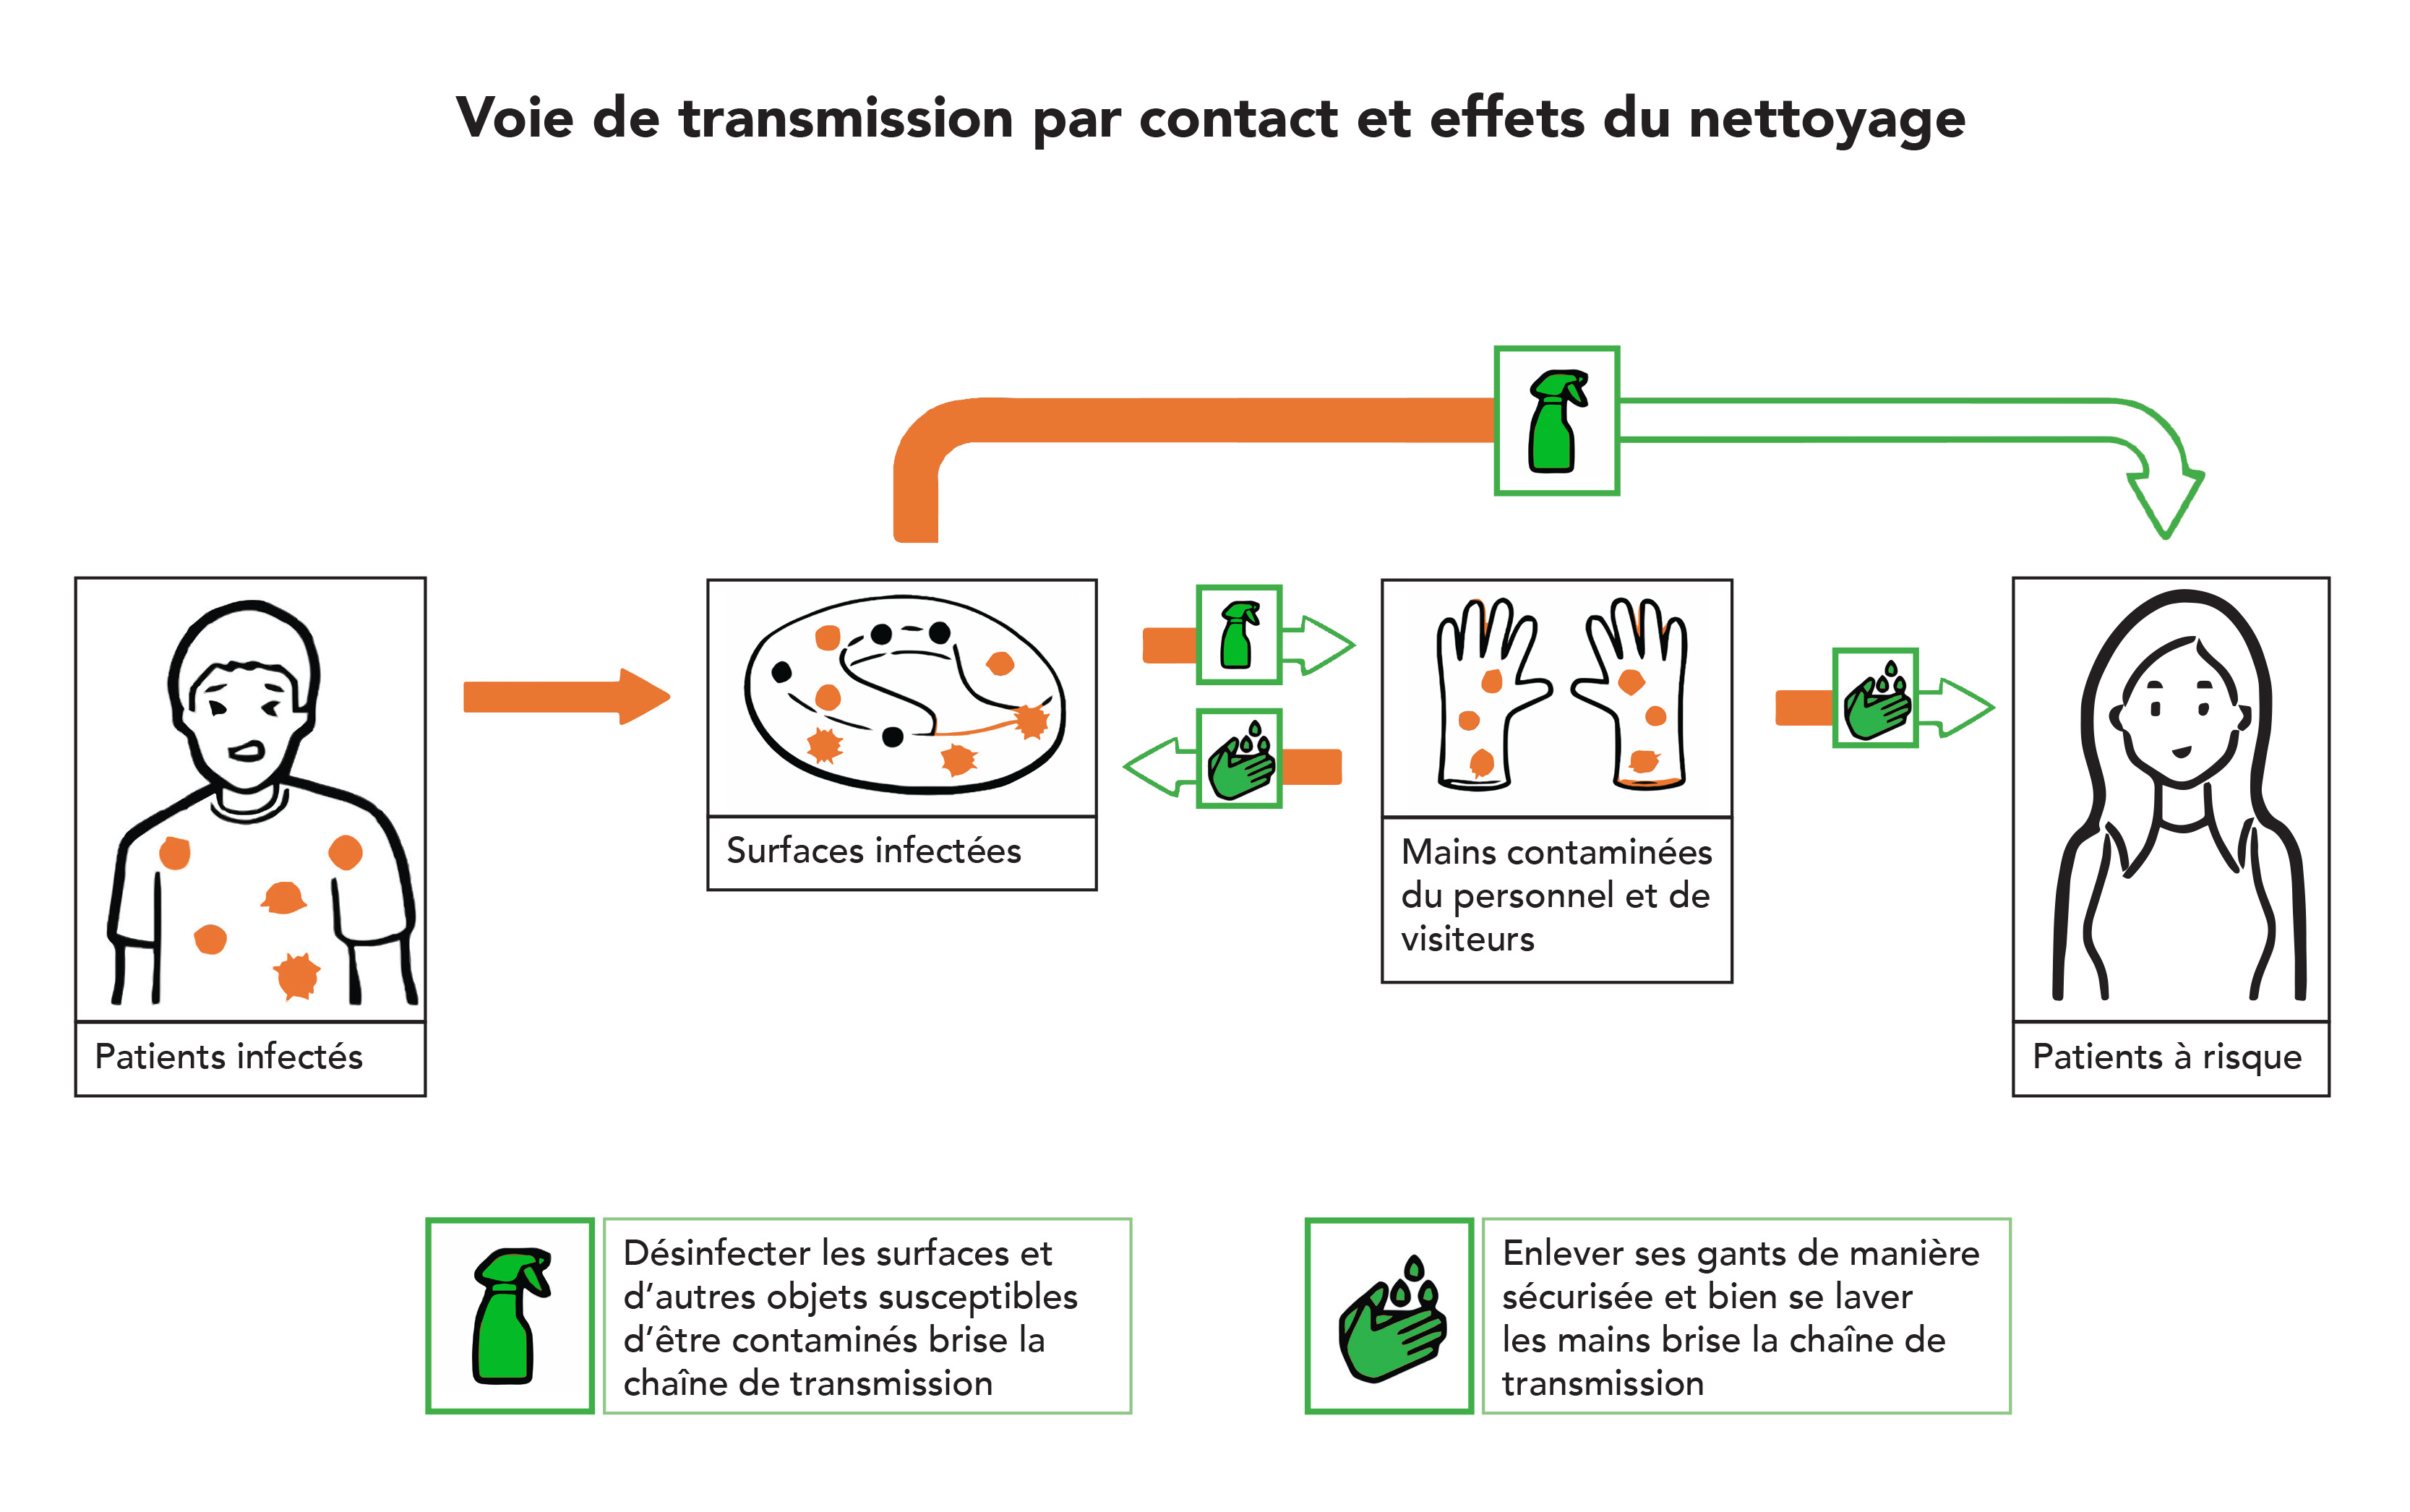 Voie de transmission par contact et effets du nettoyage
Patients infectés
Surfaces infectées
Mains contaminées
du personnel et de
visiteurs
Patients à risque
Désinfecter les surfaces et
d’autres objets susceptibles
d’être contaminés brise la
chaîne de transmission
Enlever ses gants de manière
sécurisée et bien se laver
les mains brise la chaîne de
transmission